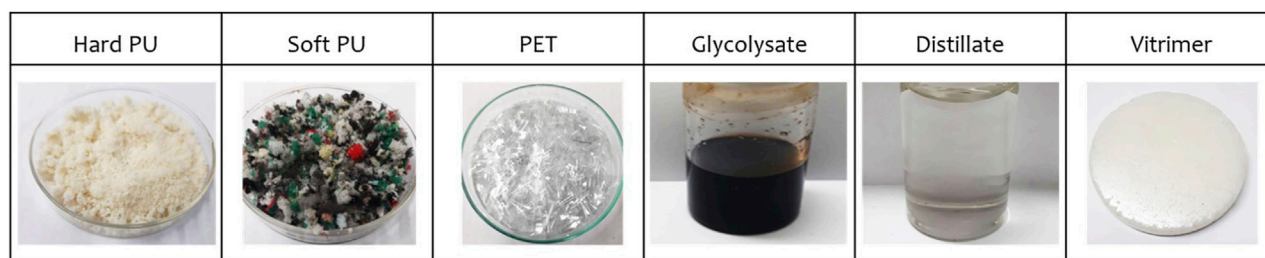 Hard PU
Soft PU
PET
Glycolysate
Distillate
Vitrimer